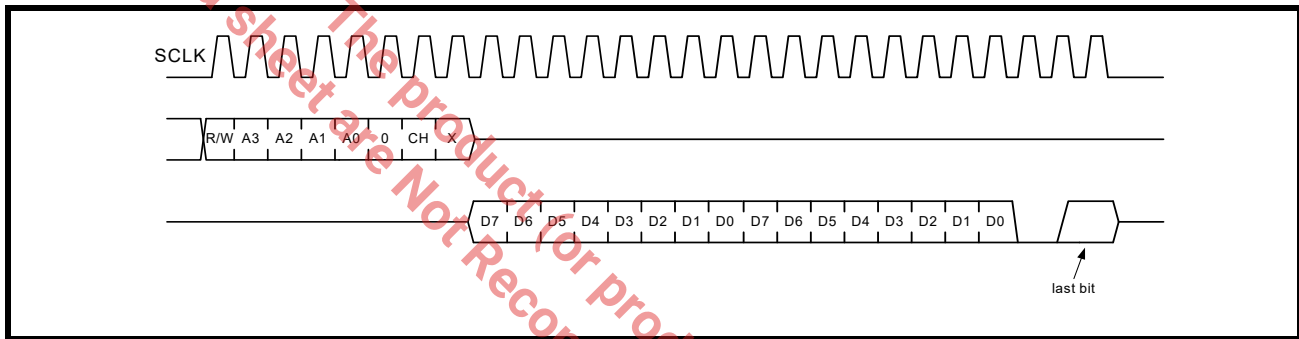 The product (or prod
sheet are Not Recon
SCLK
R/W A3 A2 A1 A0 0 CH X
D7 D6 D5 D4 D3 D2 D1 D0 D7 D6 D5 D4 D3 D2 D1 D0
last bit